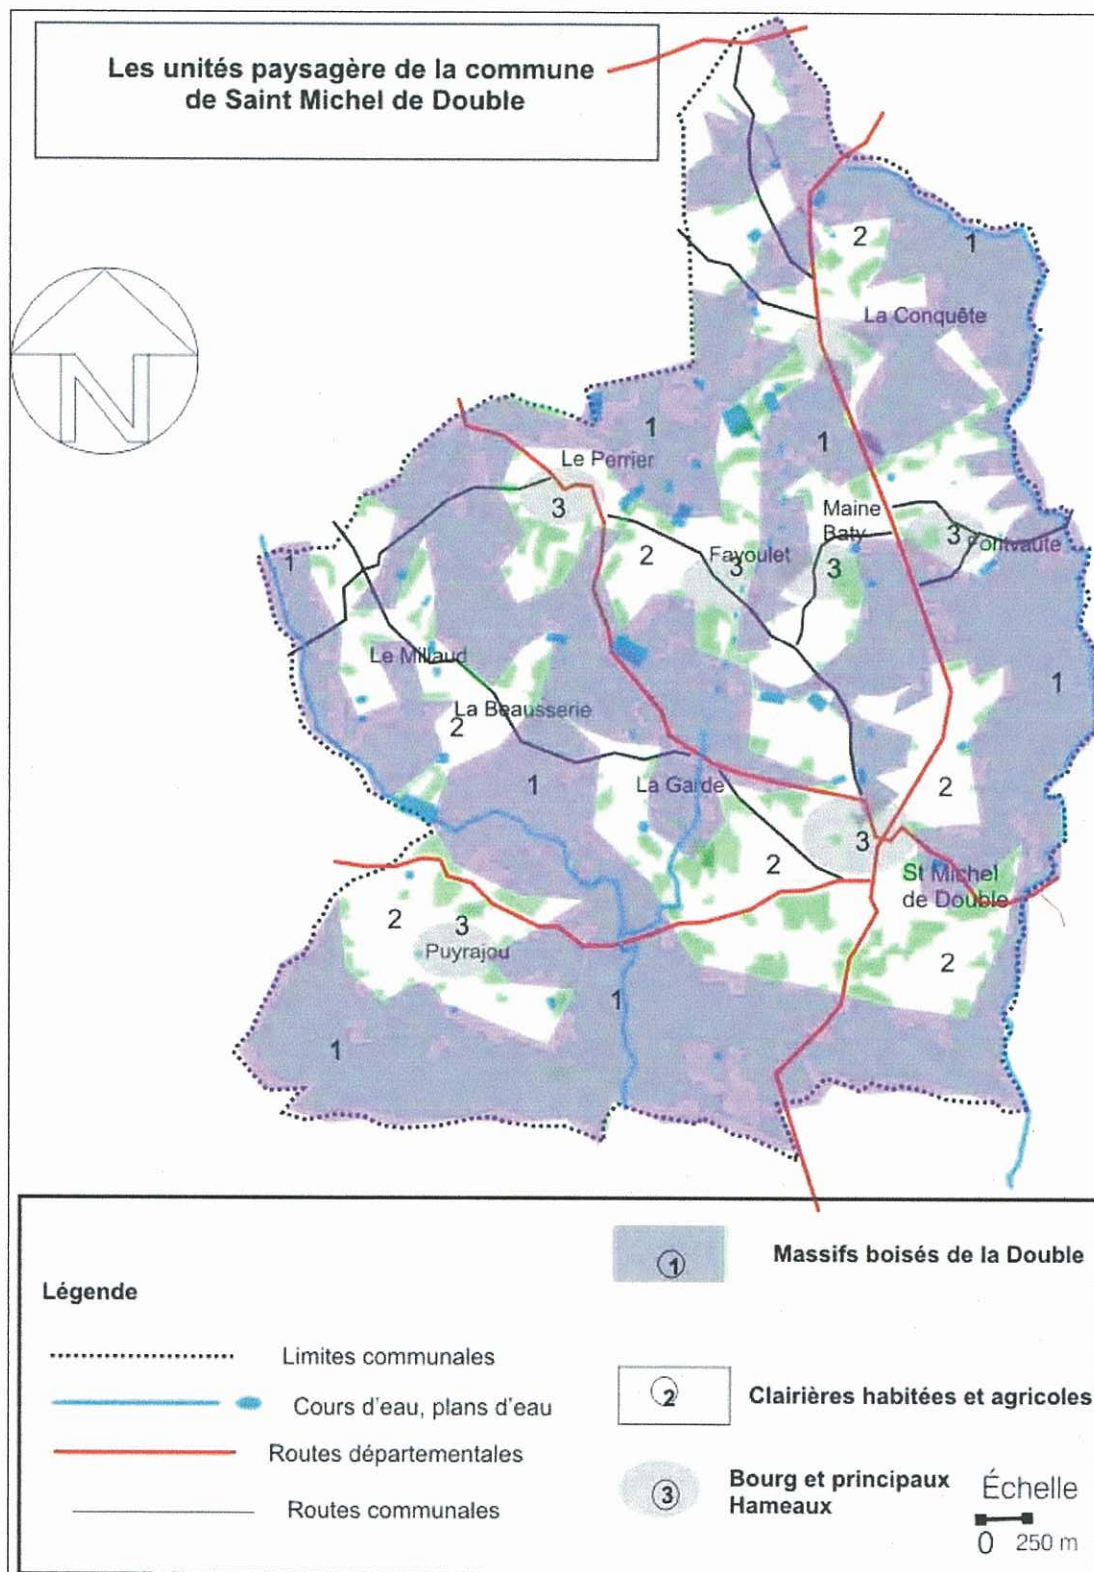 Les unités paysagère de la commune
de Saint Michel de Double
N
2
1
La Conquête
1
1
Le Perrier
3
Maine
Baty
3
Fontvaute
2
Fayoulet
3
3
1
Le Millaud
1
La Beausserie
2
1
La Garde
2
3
2
St Michel
de Double
2
3
Puyrajou
2
1
1
Légende
Limites communales
Cours d'eau, plans d'eau
Routes départementales
Routes communales
1 Massifs boisés de la Double
2 Clairières habitées et agricoles
3 Bourg et principaux
Hameaux
Échelle
0 250 m